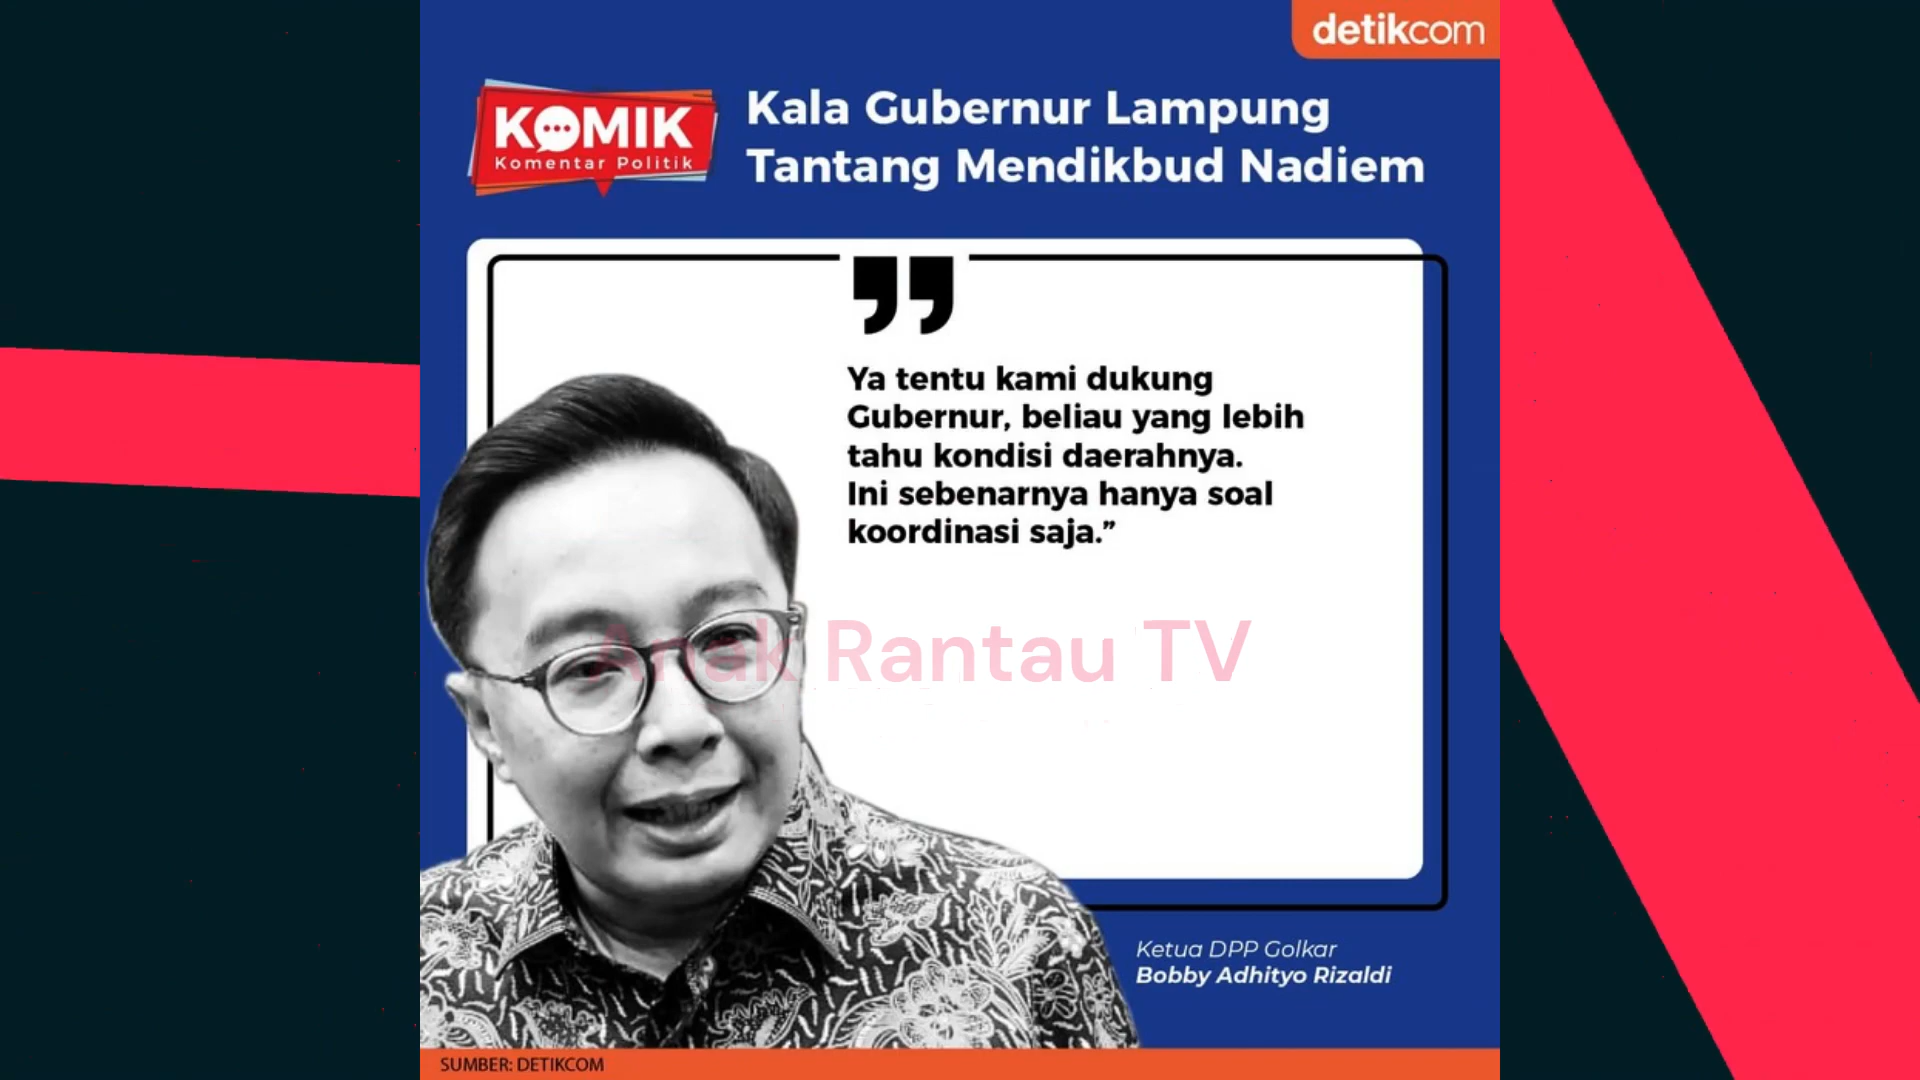 detikcom
KOMIK
Komentar Politik
Kala Gubernur Lampung
Tantang Mendikbud Nadiem
”
Ya tentu kami dukung
Gubernur, beliau yang lebih
tahu kondisi daerahnya.
Ini sebenarnya hanya soal
koordinasi saja.”
Anak Rantau TV
Ketua DPP Golkar
Bobby Adhityo Rizaldi
SUMBER: DETIKCOM